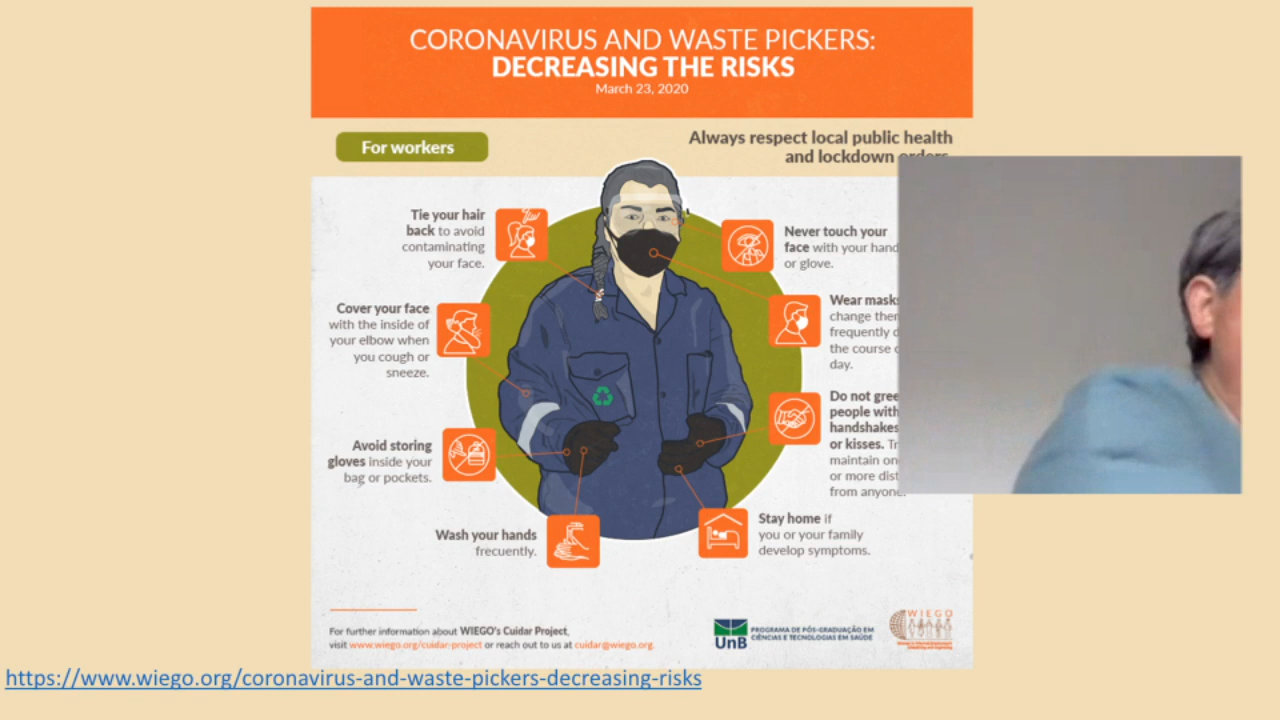 CORONAVIRUS AND WASTE PICKERS:
DECREASING THE RISKS
March 23, 2020
For workers
Always respect local public health
and lockdown orders.
Tie your hair
back to avoid
contaminating
your face.
Cover your face
with the inside of
your elbow when
you cough or
sneeze.
Avoid storing
gloves inside your
bag or pockets.
Wash your hands
frecuently.
Never touch your
face with your hand
or glove.
Wear masks
change
frequently
the course
day.
Do not
people with
handshakes
or kisses.
maintain
or more
from anyone.
Stay home if
you or your family
develop symptoms.
For further information about WIEGO's Cuidar Project,
visit www.wiego.org/cuidar-project or reach out to us at cuidar@wiego.org.
UnB
PROGRAMA DE PÓS-GRADUAÇÃO EM
CIÊNCIAS E TECNOLOGIAS EM SAÚDE
WIEGO
https://www.wiego.org/coronavirus-and-waste-pickers-decreasing-risks